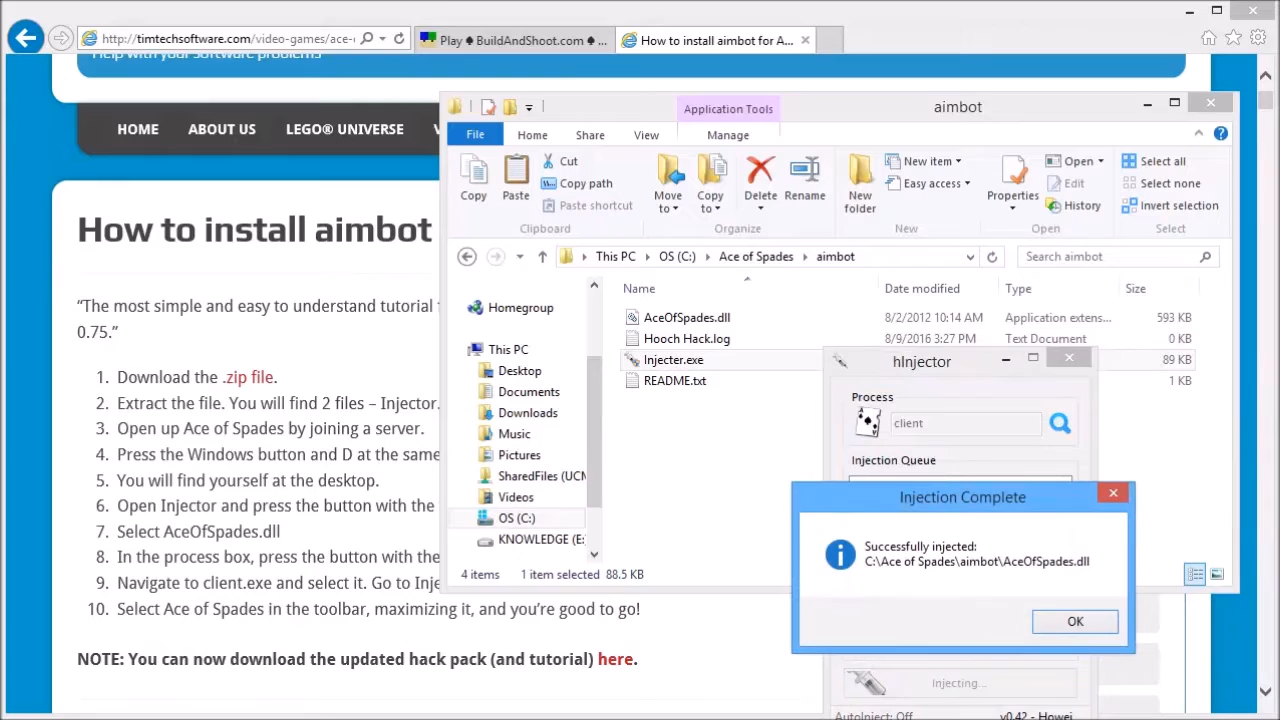 http://timtechsoftware.com/video-games/ace-
Play ♠ BuildAndShoot.com ♠ ...
How to install aimbot for A...
Help with your software problems
HOME
ABOUT US
LEGO® UNIVERSE
How to install aimbot
“The most simple and easy to understand tutorial
0.75.”
1. Download the .zip file.
2. Extract the file. You will find 2 files – Injector.
3. Open up Ace of Spades by joining a server.
4. Press the Windows button and D at the same
5. You will find yourself at the desktop.
6. Open Injector and press the button with the
7. Select AceOfSpades.dll
8. In the process box, press the button with the
9. Navigate to client.exe and select it. Go to Inje
10. Select Ace of Spades in the toolbar, maximizing it, and you’re good to go!
NOTE: You can now download the updated hack pack (and tutorial) here.
Application Tools
aimbot
File
Home
Share
View
Manage
Copy
Paste
Cut
Copy path
Paste shortcut
Clipboard
Move to
Copy to
Delete
Rename
Organize
New folder
New item
Easy access
New
Properties
Open
Edit
History
Open
Select all
Select none
Invert selection
Select
This PC
OS (C:)
Ace of Spades
aimbot
Search aimbot
Homegroup
This PC
Desktop
Documents
Downloads
Music
Pictures
SharedFiles (UCM
Videos
OS (C:)
KNOWLEDGE (E:
Name Date modified Type Size
AceOfSpades.dll 8/2/2012 10:14 AM Application extens... 593 KB
Hooch Hack.log 8/9/2016 3:27 PM Text Document 0 KB
Injecter.exe 89 KB
README.txt 1 KB
4 items 1 item selected 88.5 KB
hInjector
Process
client
Injection Queue
Injection Complete
Successfully injected:
C:\Ace of Spades\aimbot\AceOfSpades.dll
OK
Injecting...
AutoInject: Off
v0.42 - Howei